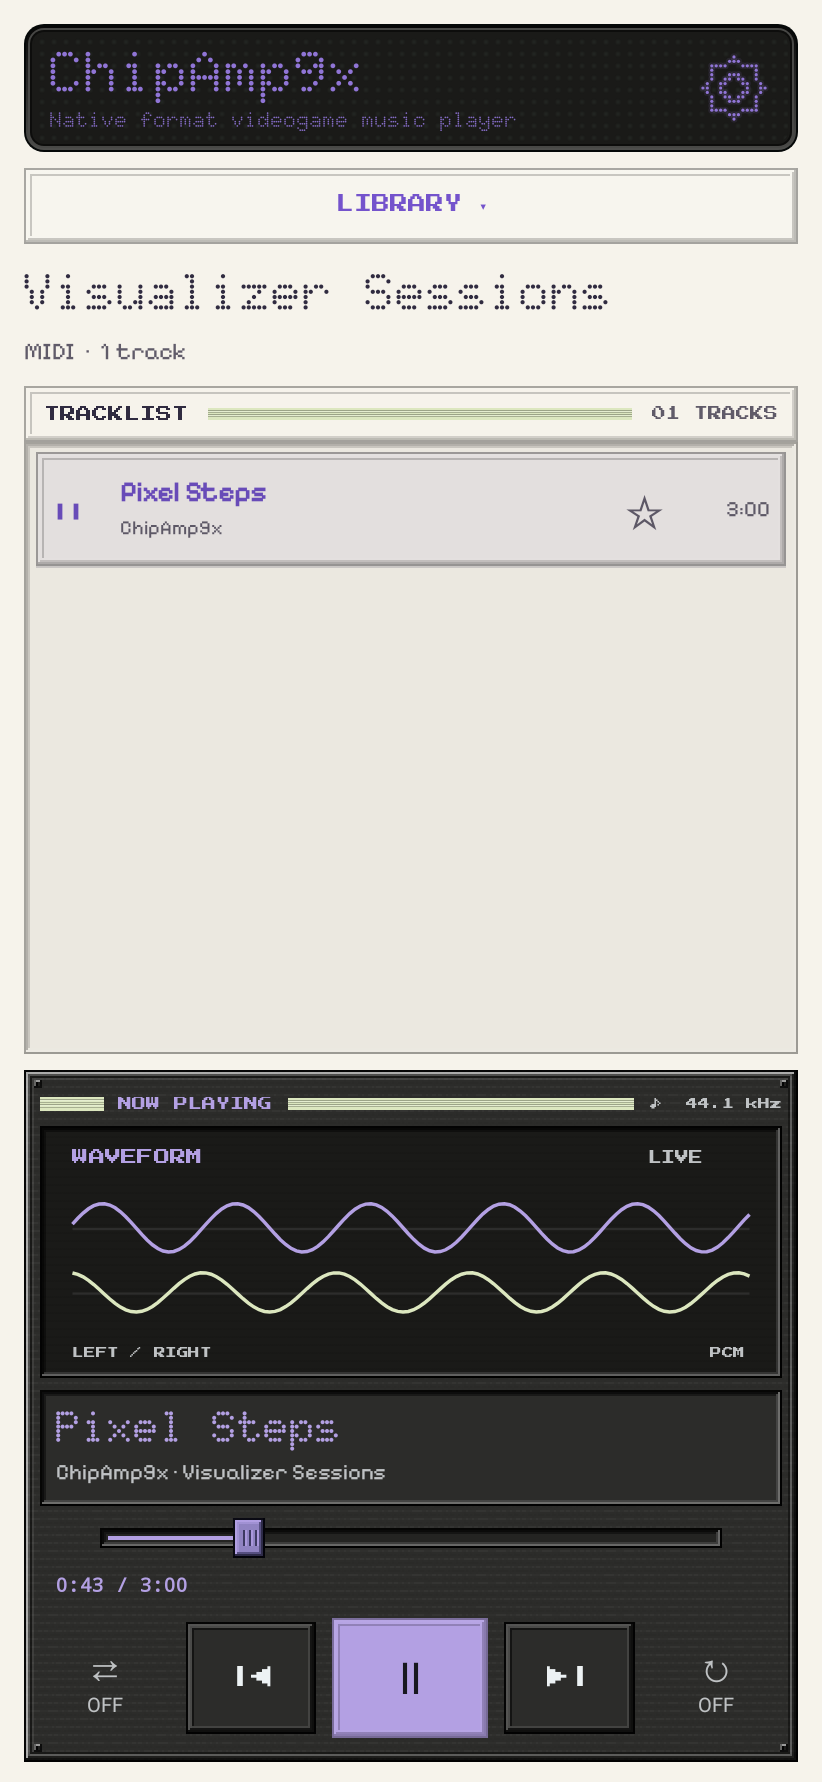 ChipAmp9x
Native format videogame music player
LIBRARY ▾
Visualizer Sessions
MIDI · 1 track
TRACKLIST 01 TRACKS
Pixel Steps
ChipAmp9x
3:00
NOW PLAYING ♪ 44.1 kHz
WAVEFORM LIVE
LEFT / RIGHT PCM
Pixel Steps
ChipAmp9x · Visualizer Sessions
0:43 / 3:00
OFF OFF